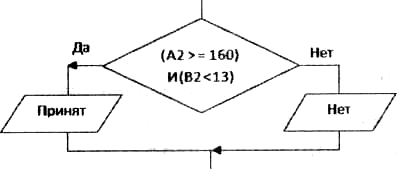 Да
(А2 >= 160)
Нет
И(В2<13)
Принят
Нет